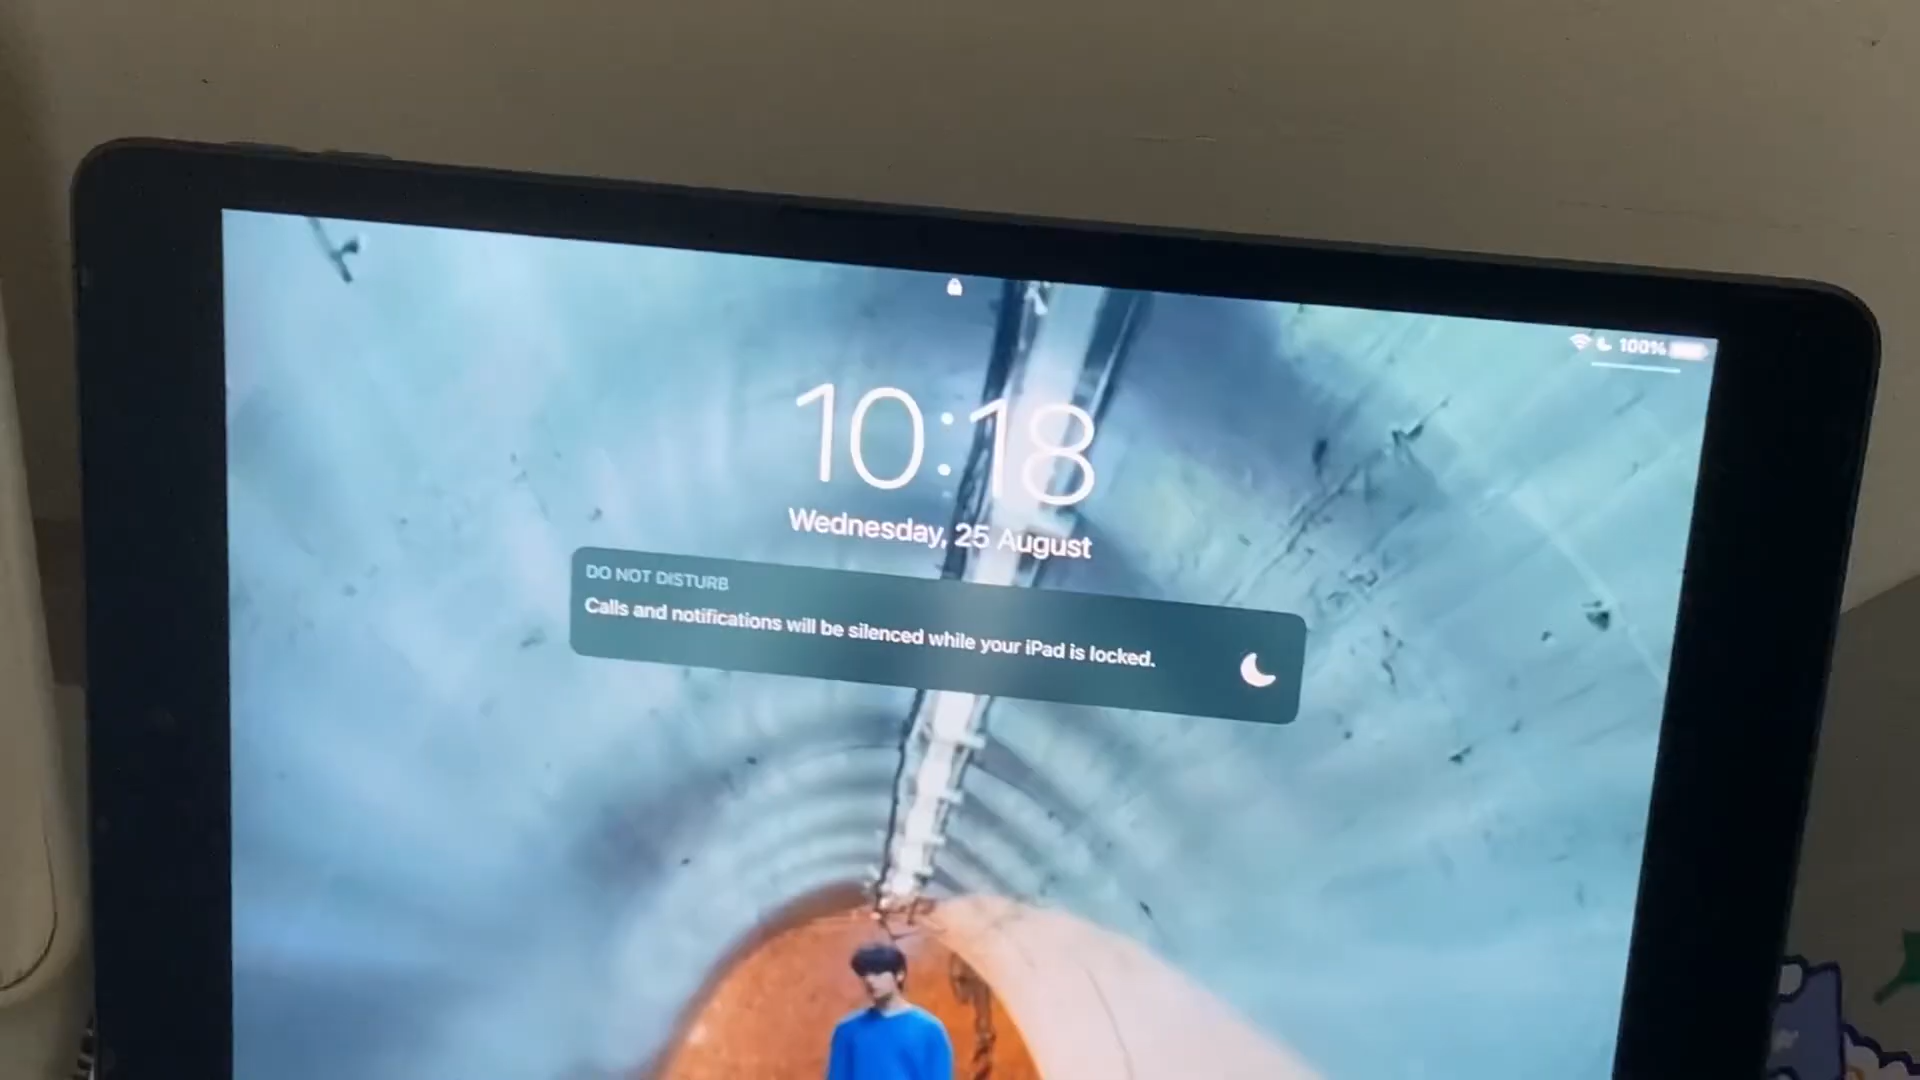 100%
10:18
Wednesday, 25 August
DO NOT DISTURB
Calls and notifications will be silenced while your iPad is locked.